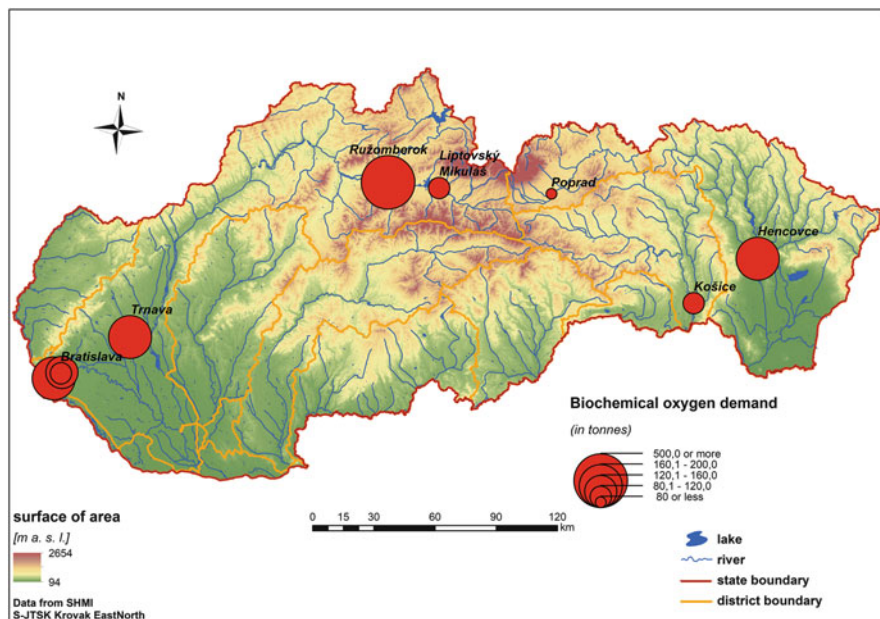 N
Ružomberok
Liptovský
Mikuláš
Poprad
Hencovce
Košice
Trnava
Bratislava
Biochemical oxygen demand
(in tonnes)
500,0 or more
160,1 - 200,0
120,1 - 160,0
80,1 - 120,0
80 or less
surface of area
[m a. s. l.]
2654
94
Data from SHMI
S-JTSK Krovak EastNorth
0 15 30 60 90 120
km
lake
river
state boundary
district boundary